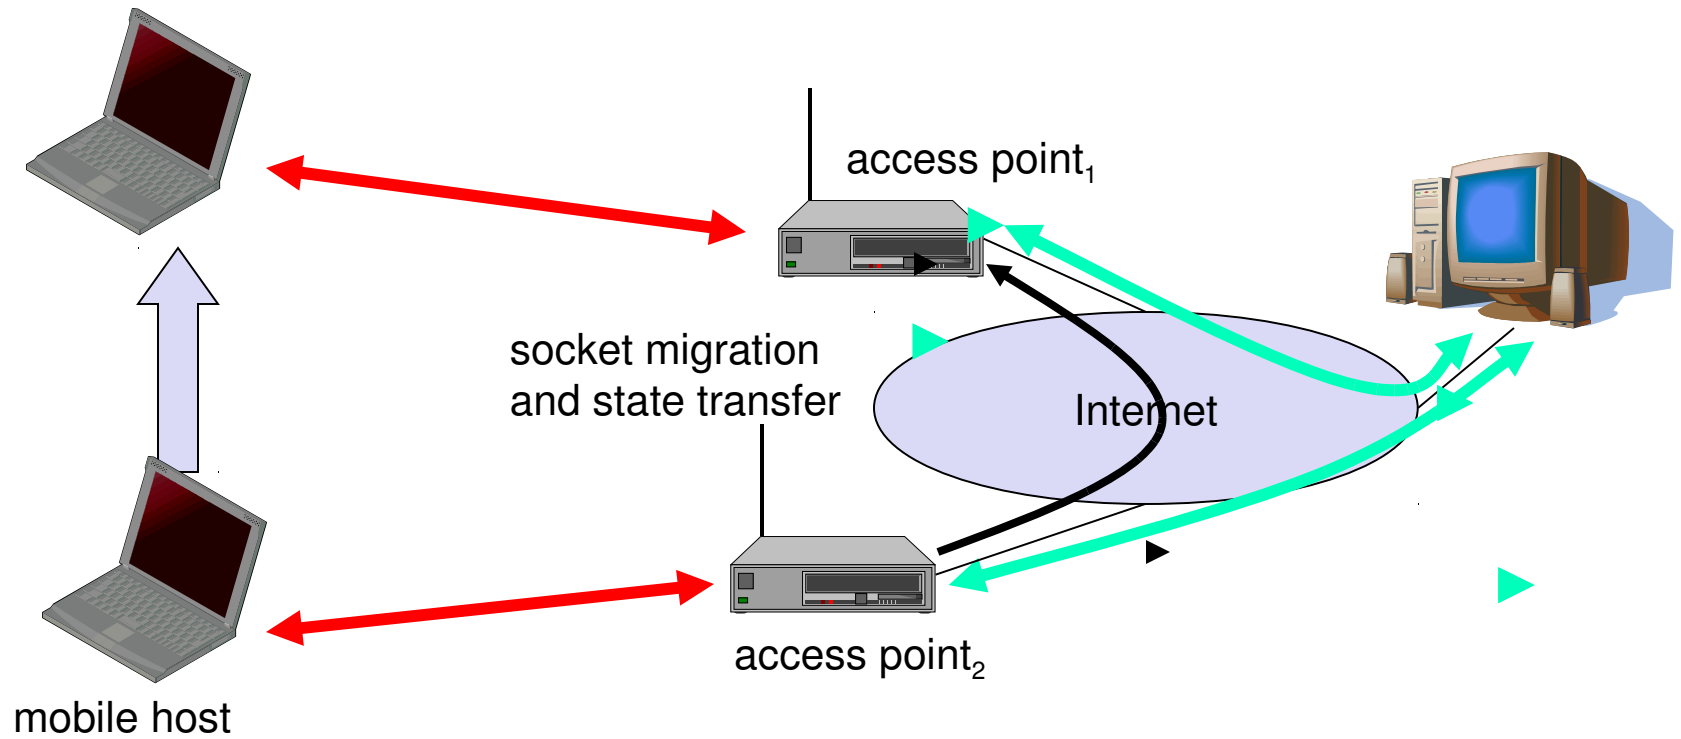 access point1
socket migration
and state transfer
Internet
access point2
mobile host